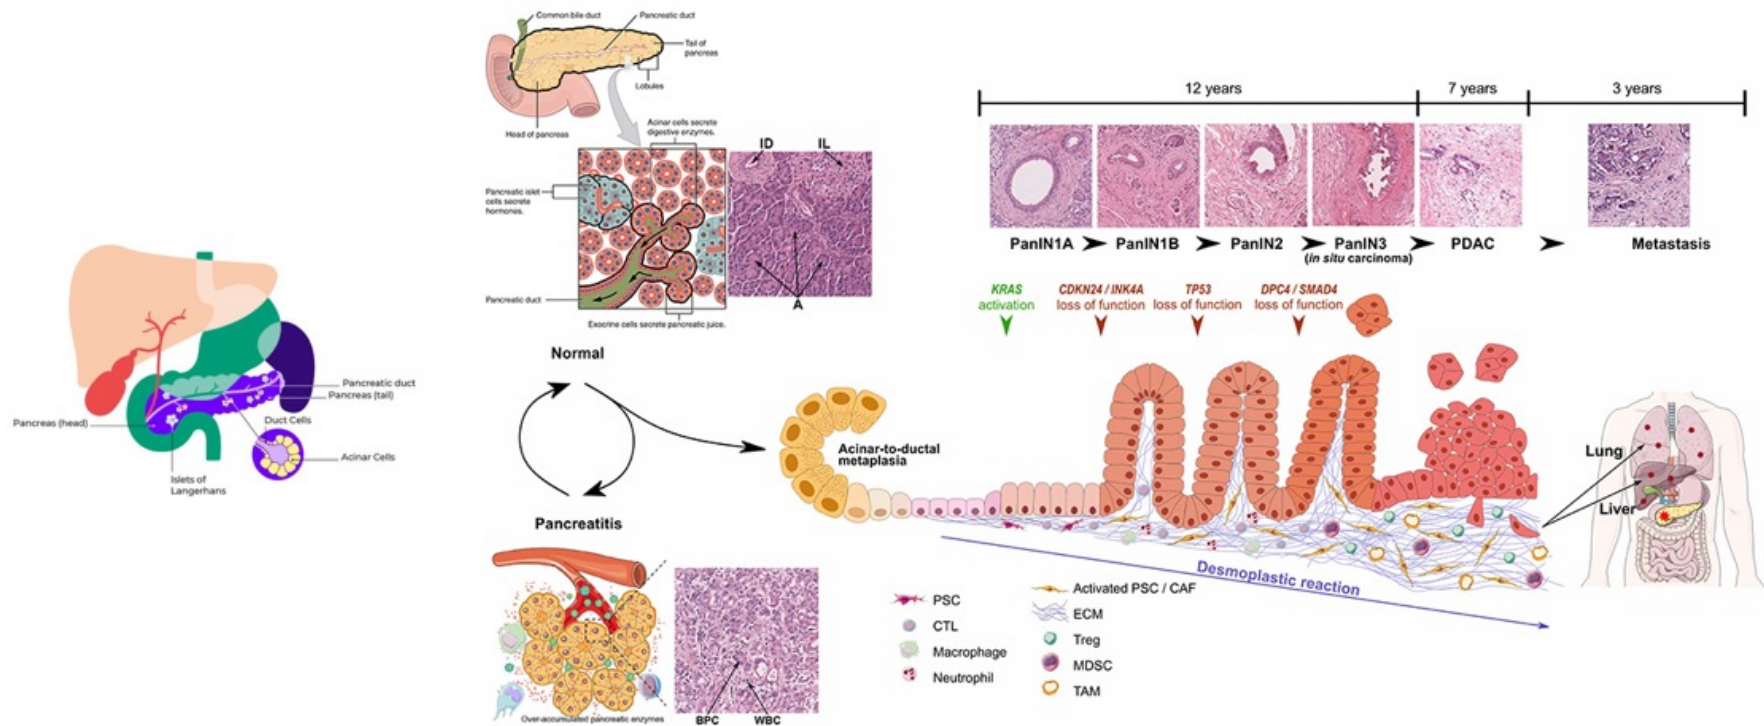 Pancreatic duct
Pancreas (tail)
Pancreas (head)
Duct Cells
Acinar Cells
Islets of
Langerhans
Common bile duct
Pancreatic duct
Tail of
pancreas
Lobules
Head of pancreas
Acinar cells secrete
digestive enzymes.
ID
IL
Pancreatic islet
cells secrete
hormones.
Pancreatic duct
A
Exocrine cells secrete pancreatic juice.
Normal
Pancreatitis
Over-accumulated pancreatic enzymes
BPC
WBC
Acinar-to-ductal
metaplasia
12 years
7 years
3 years
PanIN1A
PanIN1B
PanIN2
PanIN3
(in situ carcinoma)
PDAC
Metastasis
KRAS
activation
CDKN24 / INK4A
loss of function
TP53
loss of function
DPC4 / SMAD4
loss of function
Lung
Liver
Desmoplastic reaction
PSC
CTL
Macrophage
Neutrophil
Activated PSC / CAF
ECM
Treg
MDSC
TAM